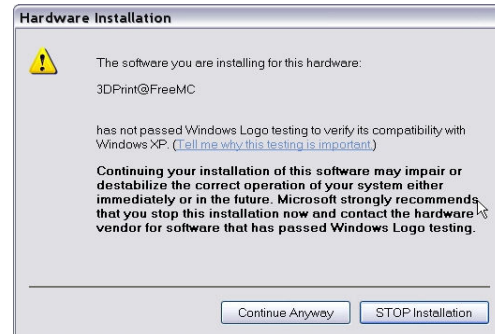 Hardware Installation
The software you are installing for this hardware:
3DPrint@FreeMC
has not passed Windows Logo testing to verify its compatibility with
Windows XP. (Tell me why this testing is important.)
Continuing your installation of this software may impair or
destabilize the correct operation of your system either
immediately or in the future. Microsoft strongly recommends
that you stop this installation now and contact the hardware
vendor for software that has passed Windows Logo testing.
Continue Anyway
STOP Installation